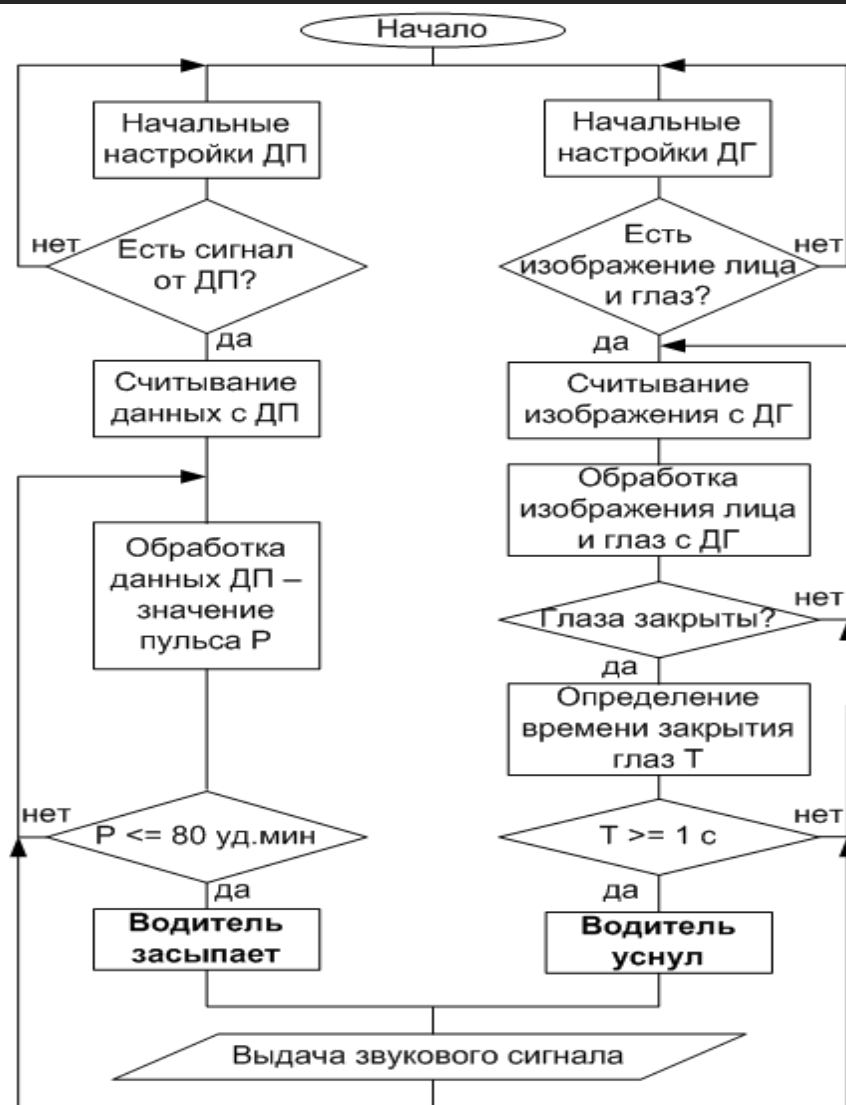 Начало
Начальные
настройки ДП
Начальные
настройки ДГ
нет
Есть сигнал
от ДП?
Есть
изображение лица
и глаз?
нет
да
да
Считывание
данных с ДП
Считывание
изображения с ДГ
Обработка
изображения лица
и глаз с ДГ
Обработка
данных ДП –
значение
пульса Р
Глаза закрыты?
нет
да
Определение
времени закрытия
глаз Т
нет
Р <= 80 уд.мин
Т >= 1 с
нет
да
да
Водитель
засыпает
Водитель
уснул
Выдача звукового сигнала